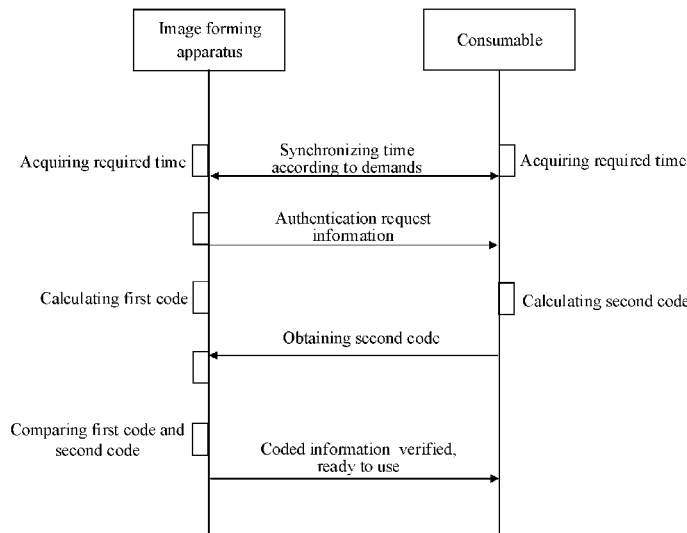 Image forming
apparatus
Consumable
Acquiring required time
Synchronizing time
according to demands
Acquiring required time
Authentication request
information
Calculating first code
Calculating second code
Obtaining second code
Comparing first code and
second code
Coded information verified,
ready to use